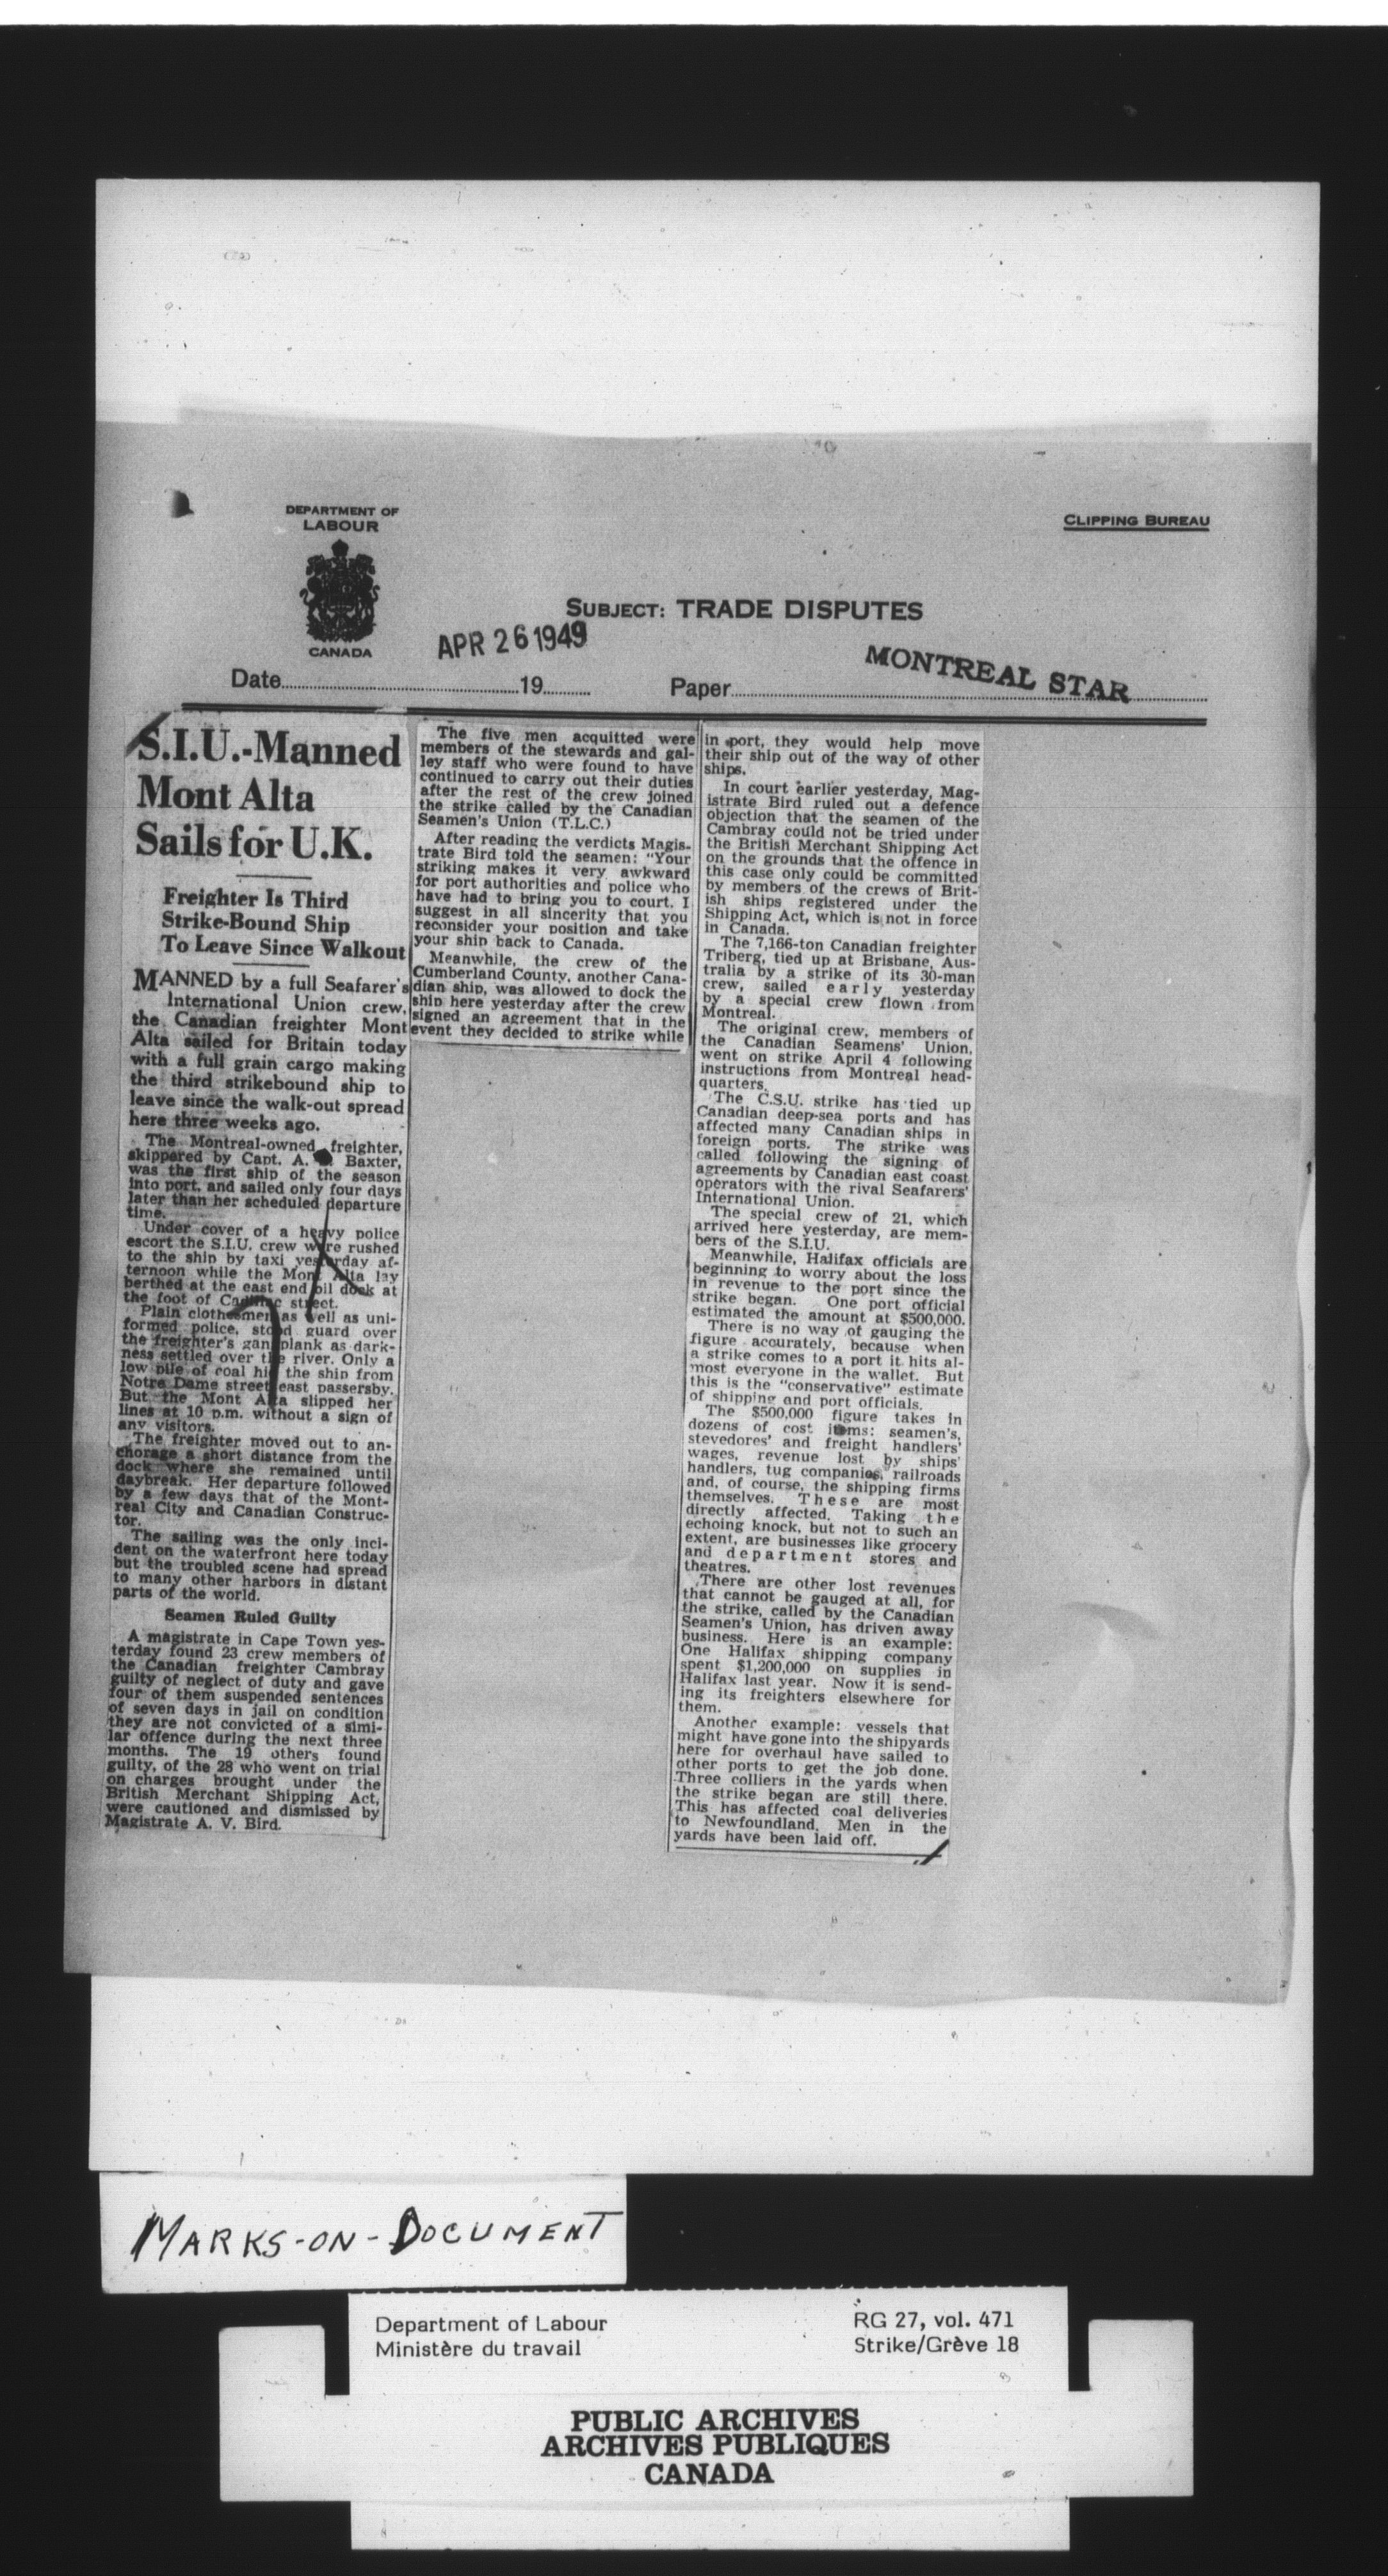 DEPARTMENT OF
LABOUR
CANADA
CLIPPING BUREAU
SUBJECT: TRADE DISPUTES
APR 26 1949
MONTREAL STAR
Date 19 Paper
S.I.U.-Manned
Mont Alta
Sails for U.K.
Freighter Is Third
Strike-Bound Ship
To Leave Since Walkout
MANNED by a full Seafarer's
International Union crew,
the Canadian freighter Mont
Alta sailed for Britain today
with a full grain cargo making
the third strikebound ship to
leave since the walk-out spread
here three weeks ago.
The Montreal-owned freighter,
skippered by Capt. A. Baxter,
was the first ship of the season
into port, and sailed only four days
later than her scheduled departure
time.
Under cover of a heavy police
escort the S.I.U. crew were rushed
to the ship by taxi yesterday af-
ternoon while the Mont Alta lay
berthed at the east end oil dock at
the foot of Cadillac street.
Plain clothesmen as well as uni-
formed police, stood guard over
the freighter's gangplank as dark-
ness settled over the river. Only a
low pile of coal hid the ship from
Notre Dame street east passersby.
But the Mont Alta slipped her
lines at 10 p.m. without a sign of
any visitors.
The freighter moved out to an-
chorage a short distance from the
dock where she remained until
daybreak. Her departure followed
by a few days that of the Mont-
real City and Canadian Construc-
tor.
The sailing was the only inci-
dent on the waterfront here today
but the troubled scene had spread
to many other harbors in distant
parts of the world.
Seamen Ruled Guilty
A magistrate in Cape Town yes-
terday found 23 crew members of
the Canadian freighter Cambray
guilty of neglect of duty and gave
four of them suspended sentences
of seven days in jail on condition
they are not convicted of a simi-
lar offence during the next three
months. The 19 others found
guilty, of the 28 who went on trial
on charges brought under the
British Merchant Shipping Act,
were cautioned and dismissed by
Magistrate A. V. Bird.
The five men acquitted were
members of the stewards and gal-
ley staff who were found to have
continued to carry out their duties
after the rest of the crew joined
the strike called by the Canadian
Seamen's Union (T.L.C.)
After reading the verdicts Magis-
trate Bird told the seamen: "Your
striking makes it very awkward
for port authorities and police who
have had to bring you to court. I
suggest in all sincerity that you
reconsider your position and take
your ship back to Canada.
Meanwhile, the crew of the
Cumberland County, another Cana-
dian ship, was allowed to dock the
ship here yesterday after the crew
signed an agreement that in the
event they decided to strike while
in port, they would help move
their ship out of the way of other
ships.
In court earlier yesterday, Mag-
istrate Bird ruled out a defence
objection that the seamen of the
Cambray could not be tried under
the British Merchant Shipping Act
on the grounds that the offence in
this case only could be committed
by members of the crews of Brit-
ish ships registered under the
Shipping Act, which is not in force
in Canada.
The 7,166-ton Canadian freighter
Triberg, tied up at Brisbane, Aus-
tralia by a strike of its 30-man
crew, sailed early yesterday
by a special crew flown from
Montreal.
The original crew, members of
the Canadian Seamens' Union,
went on strike April 4 following
instructions from Montreal head-
quarters.
The C.S.U. strike has tied up
Canadian deep-sea ports and has
affected many Canadian ships in
foreign ports. The strike was
called following the signing of
agreements by Canadian east coast
operators with the rival Seafarers'
International Union.
The special crew of 21, which
arrived here yesterday, are mem-
bers of the S.I.U.
Meanwhile, Halifax officials are
beginning to worry about the loss
in revenue to the port since the
strike began. One port official
estimated the amount at $500,000.
There is no way of gauging the
figure accurately, because when
a strike comes to a port it hits al-
most everyone in the wallet. But
this is the "conservative" estimate
of shipping and port officials.
The $500,000 figure takes in
dozens of cost items: seamen's,
stevedores' and freight handlers'
wages, revenue lost by ships'
handlers, tug companies, railroads
and, of course, the shipping firms
themselves. These are most
directly affected. Taking the
echoing knock, but not to such an
extent, are businesses like grocery
and department stores and
theatres.
There are other lost revenues
that cannot be gauged at all, for
the strike, called by the Canadian
Seamen's Union, has driven away
business. Here is an example:
One Halifax shipping company
spent $1,200,000 on supplies in
Halifax last year. Now it is send-
ing its freighters elsewhere for
them.
Another example: vessels that
might have gone into the shipyards
here for overhaul have sailed to
other ports to get the job done.
Three colliers in the yards when
the strike began are still there.
This has affected coal deliveries
to Newfoundland. Men in the
yards have been laid off.
MARKS-ON-DOCUMENT
Department of Labour RG 27, vol. 471
Ministère du travail Strike/Grève 18
PUBLIC ARCHIVES
ARCHIVES PUBLIQUES
CANADA